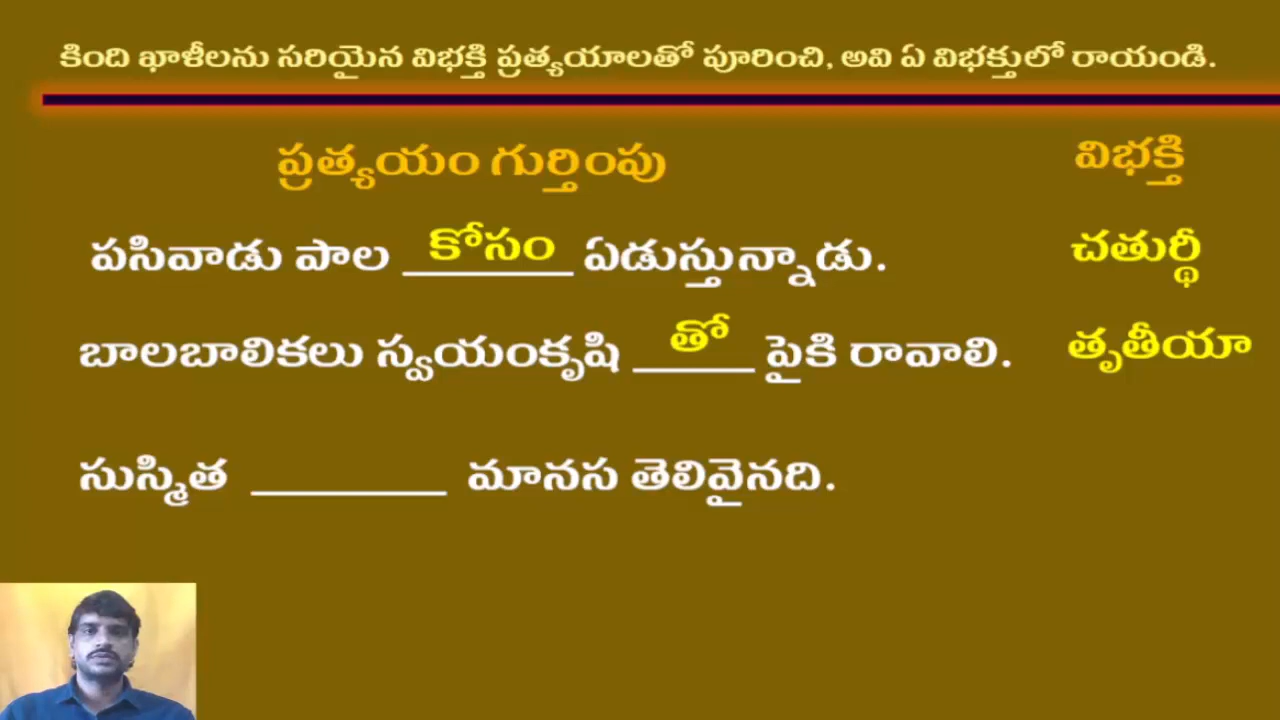 కింది ఖాళీలను సరియైన విభక్తి ప్రత్యయాలతో పూరించి, అవి ఏ విభక్తులో రాయండి.
ప్రత్యయం గుర్తింపు విభక్తి
పసివాడు పాల కోసం ఏడుస్తున్నాడు. చతుర్థీ
బాలబాలికలు స్వయంకృషి తో పైకి రావాలి. తృతీయా
సుస్మిత ________ మానస తెలివైనది.